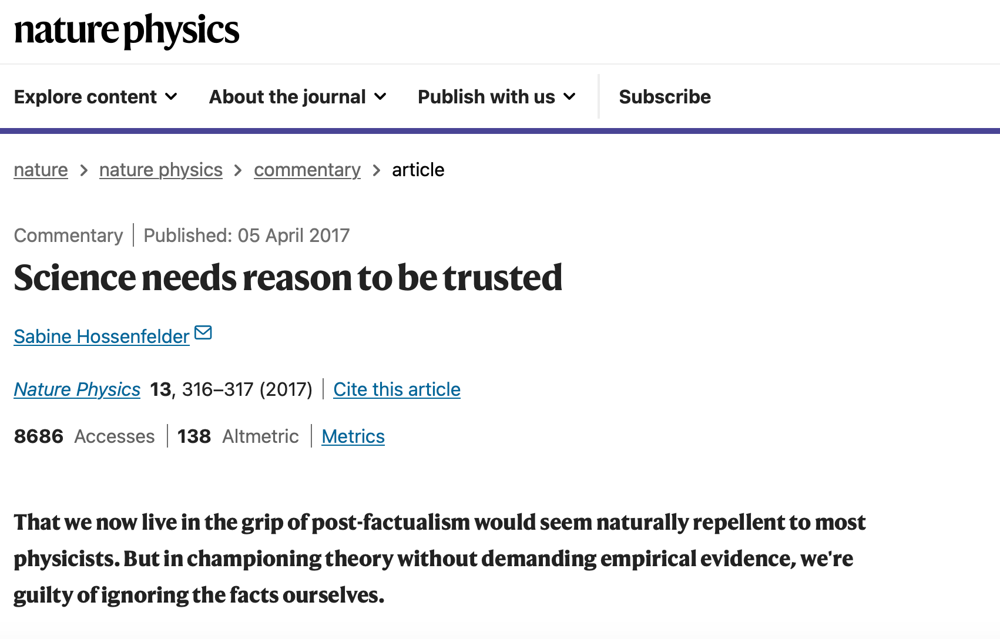 nature physics
Explore content About the journal Publish with us Subscribe
nature > nature physics > commentary > article
Commentary | Published: 05 April 2017
Science needs reason to be trusted
Sabine Hossenfelder
Nature Physics 13, 316–317 (2017) | Cite this article
8686 Accesses | 138 Altmetric | Metrics
That we now live in the grip of post-factualism would seem naturally repellent to most
physicists. But in championing theory without demanding empirical evidence, we're
guilty of ignoring the facts ourselves.